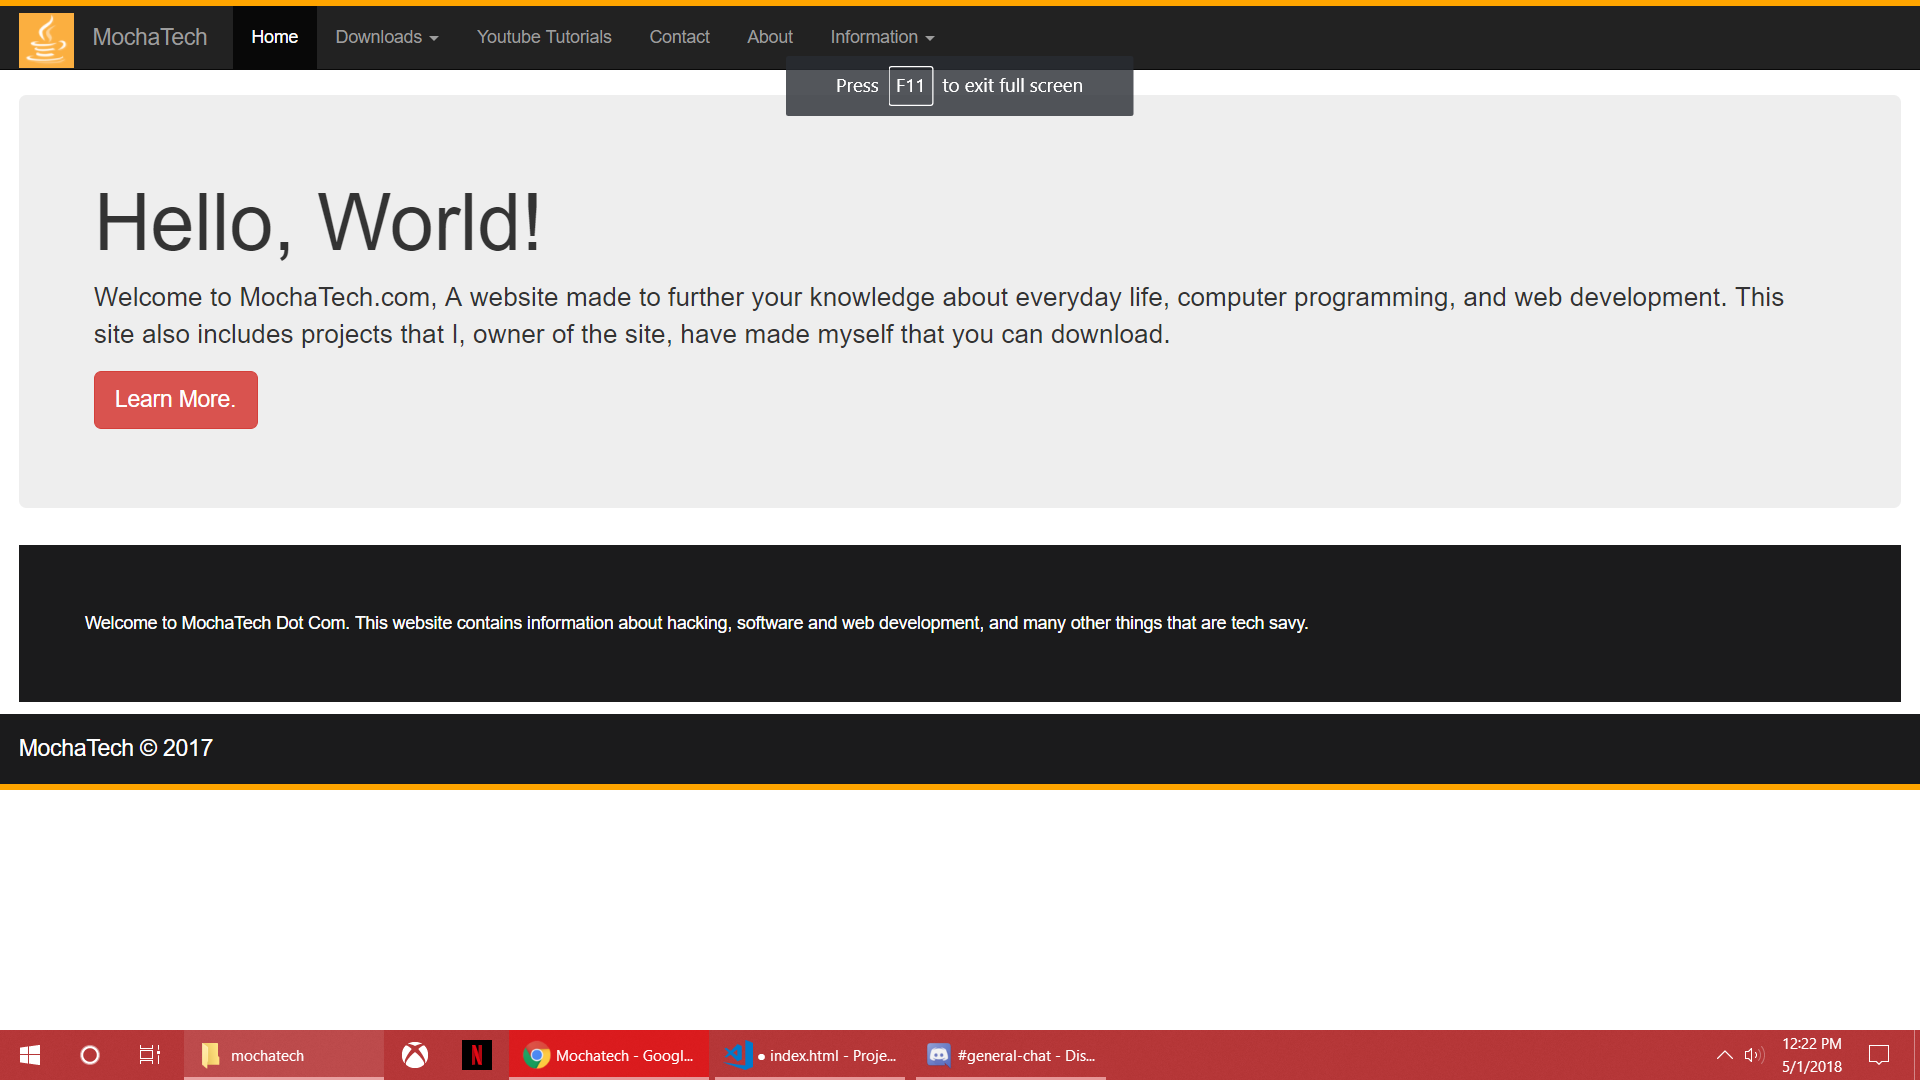 MochaTech Home Downloads Youtube Tutorials Contact About Information
Press F11 to exit full screen
Hello, World!
Welcome to MochaTech.com, A website made to further your knowledge about everyday life, computer programming, and web development. This
site also includes projects that I, owner of the site, have made myself that you can download.
Learn More.
Welcome to MochaTech Dot Com. This website contains information about hacking, software and web development, and many other things that are tech savy.
MochaTech © 2017
mochatech N Mochatech - Googl... ● index.html - Proje... #general-chat - Dis... 12:22 PM
5/1/2018